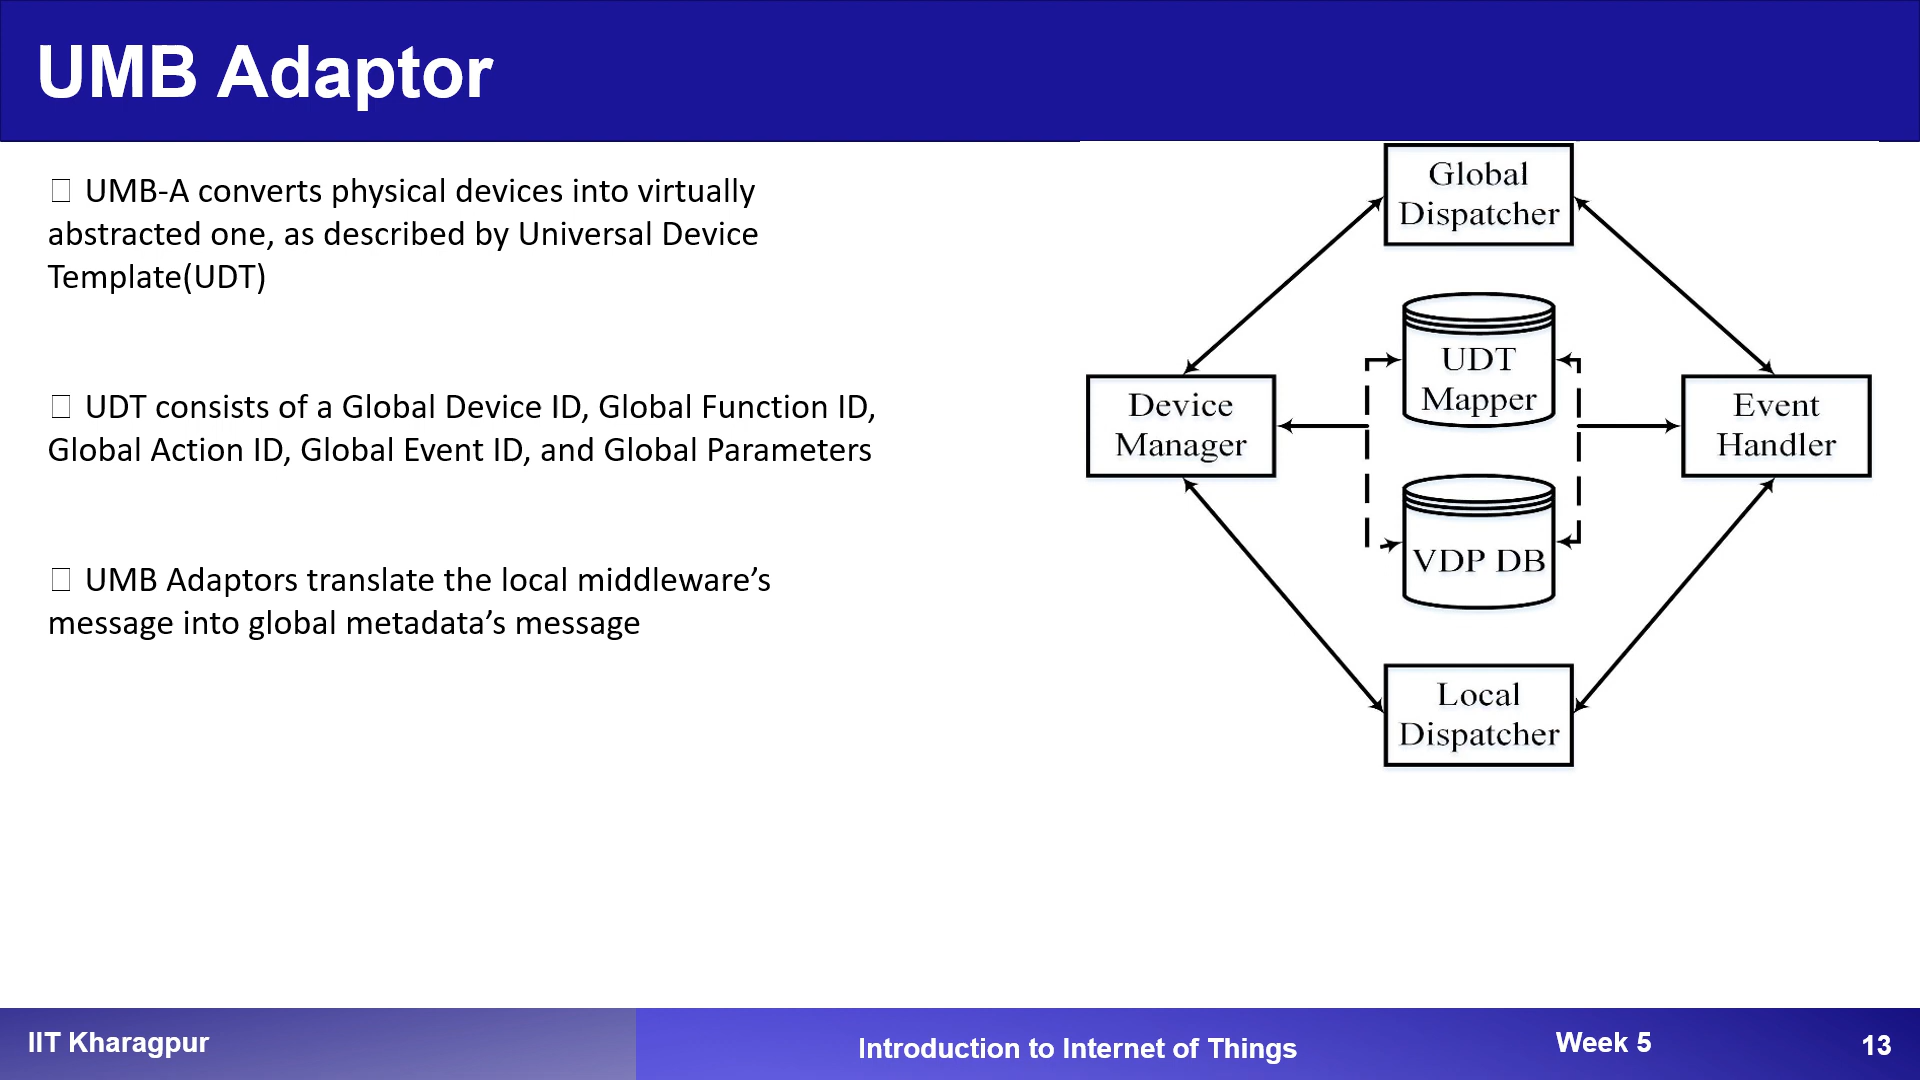 UMB Adaptor
UMB-A converts physical devices into virtually
abstracted one, as described by Universal Device
Template(UDT)
UDT consists of a Global Device ID, Global Function ID,
Global Action ID, Global Event ID, and Global Parameters
UMB Adaptors translate the local middleware’s
message into global metadata’s message
Global
Dispatcher
UDT
Mapper
Device
Manager
Event
Handler
VDP DB
Local
Dispatcher
IIT Kharagpur
Introduction to Internet of Things
Week 5
13